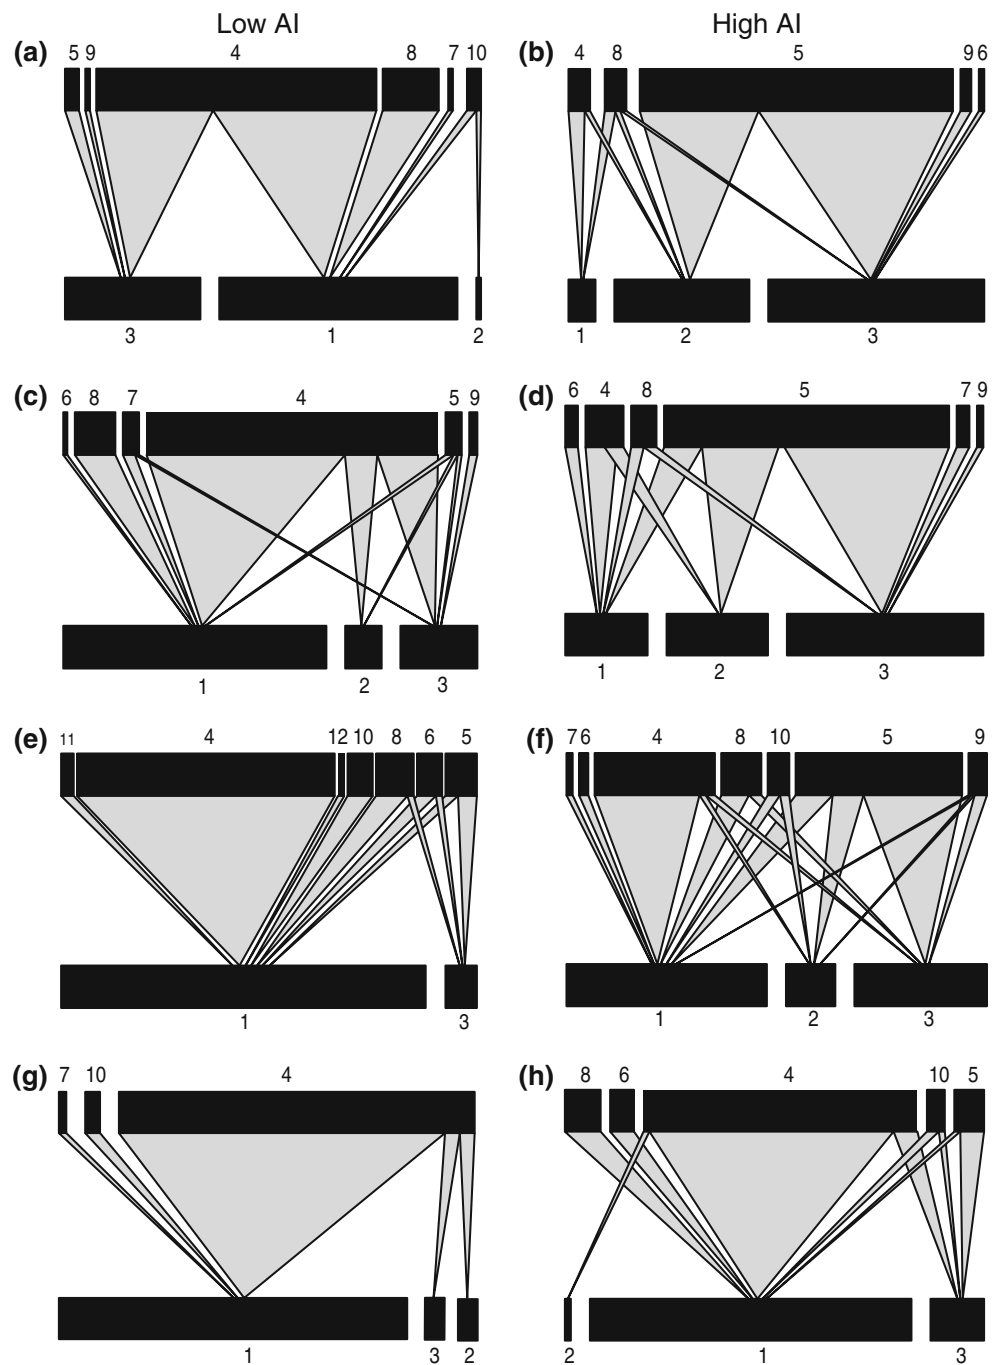 Low AI High AI
(a) 5 9 4 8 7 10
3 1 2
(b) 4 8 5 9 6
1 2 3
(c) 6 8 7 4 5 9
1 2 3
(d) 6 4 8 5 7 9
1 2 3
(e) 11 4 12 10 8 6 5
1 3
(f) 7 6 4 8 10 5 9
1 2 3
(g) 7 10 4
1 3 2
(h) 8 6 4 10 5
2 1 3